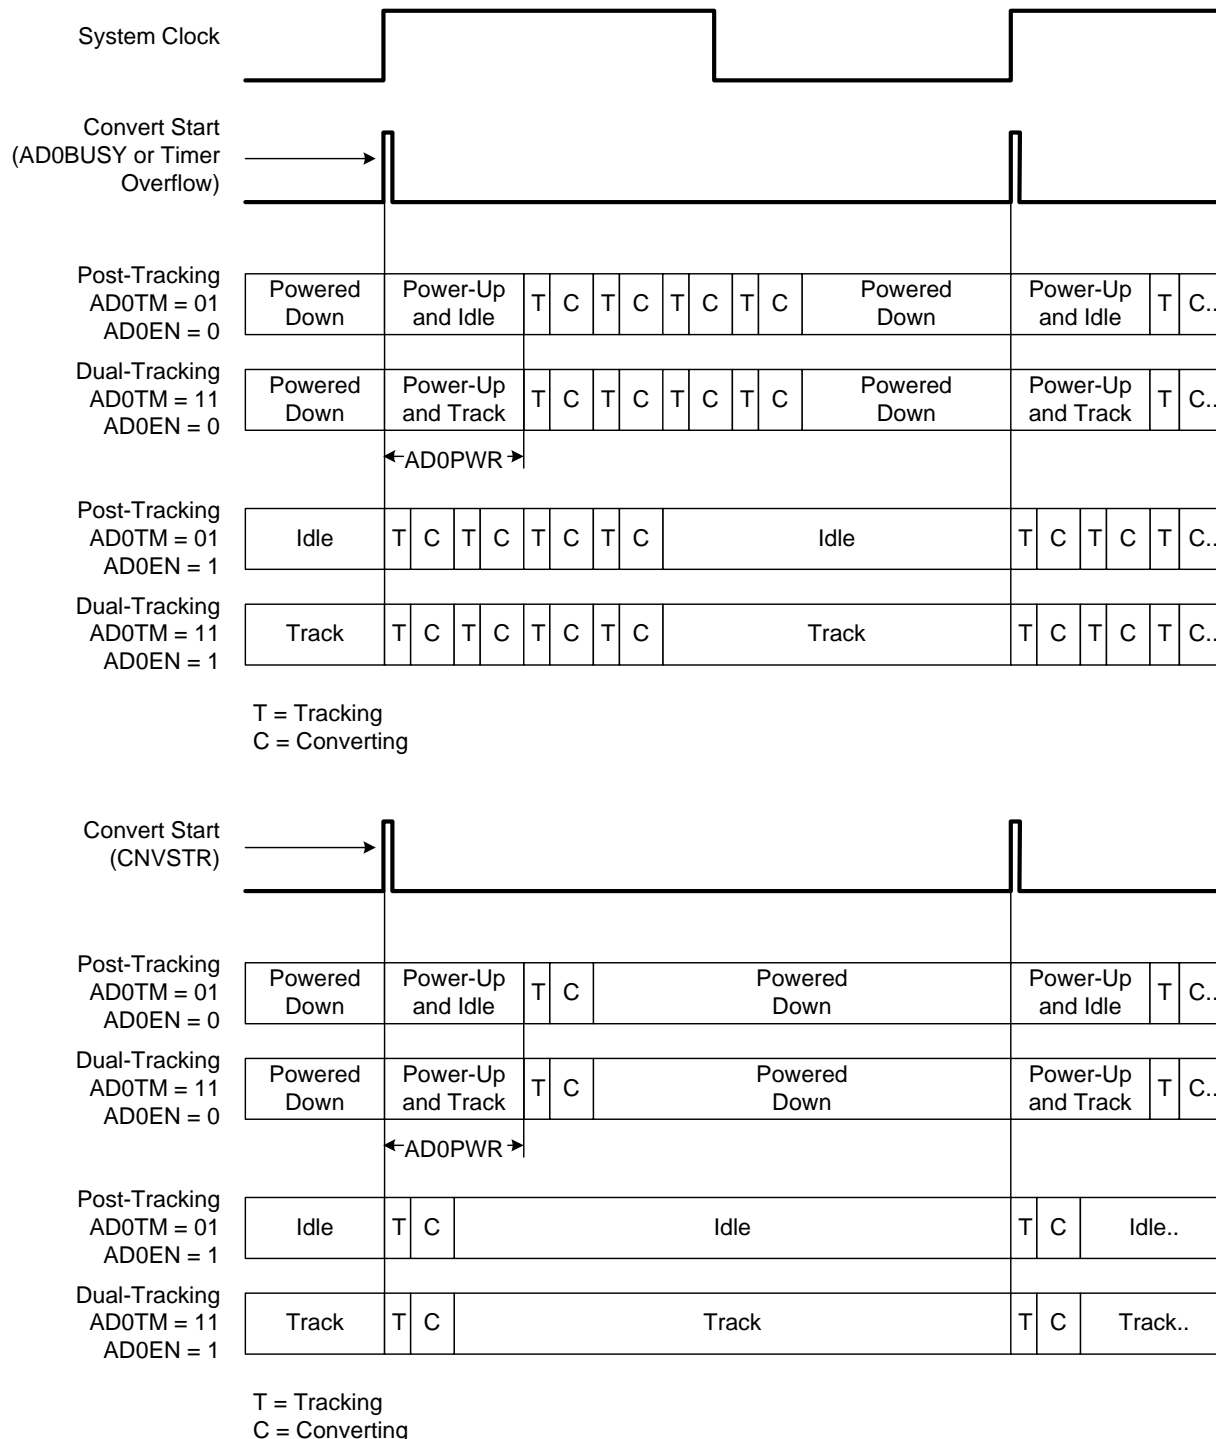 System Clock
Convert Start
(AD0BUSY or Timer
Overflow)
Post-Tracking
AD0TM = 01
AD0EN = 0
Powered
Down
Power-Up
and Idle
T C T C T C T C
Powered
Down
Power-Up
and Idle
T C..
Dual-Tracking
AD0TM = 11
AD0EN = 0
Powered
Down
Power-Up
and Track
T C T C T C T C
Powered
Down
Power-Up
and Track
T C..
AD0PWR
Post-Tracking
AD0TM = 01
AD0EN = 1
Idle T C T C T C T C Idle T C T C T C..
Dual-Tracking
AD0TM = 11
AD0EN = 1
Track T C T C T C T C Track T C T C T C..
T = Tracking
C = Converting
Convert Start
(CNVSTR)
Post-Tracking
AD0TM = 01
AD0EN = 0
Powered
Down
Power-Up
and Idle
T C
Powered
Down
Power-Up
and Idle
T C..
Dual-Tracking
AD0TM = 11
AD0EN = 0
Powered
Down
Power-Up
and Track
T C
Powered
Down
Power-Up
and Track
T C..
AD0PWR
Post-Tracking
AD0TM = 01
AD0EN = 1
Idle T C Idle T C Idle..
Dual-Tracking
AD0TM = 11
AD0EN = 1
Track T C Track T C Track..
T = Tracking
C = Converting